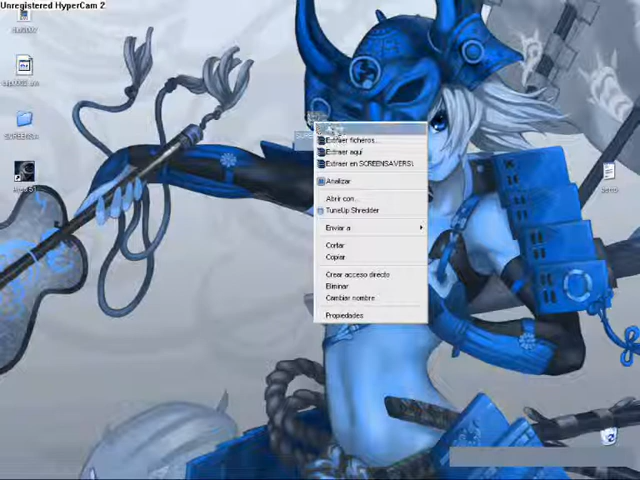 Unregistered HyperCam 2
Extraer ficheros...
Extraer aquí
Extraer en SCREENSAVERS\
Analizar
Abrir con...
TuneUp Shredder
Enviar a
Cortar
Copiar
Crear acceso directo
Eliminar
Cambiar nombre
Propiedades